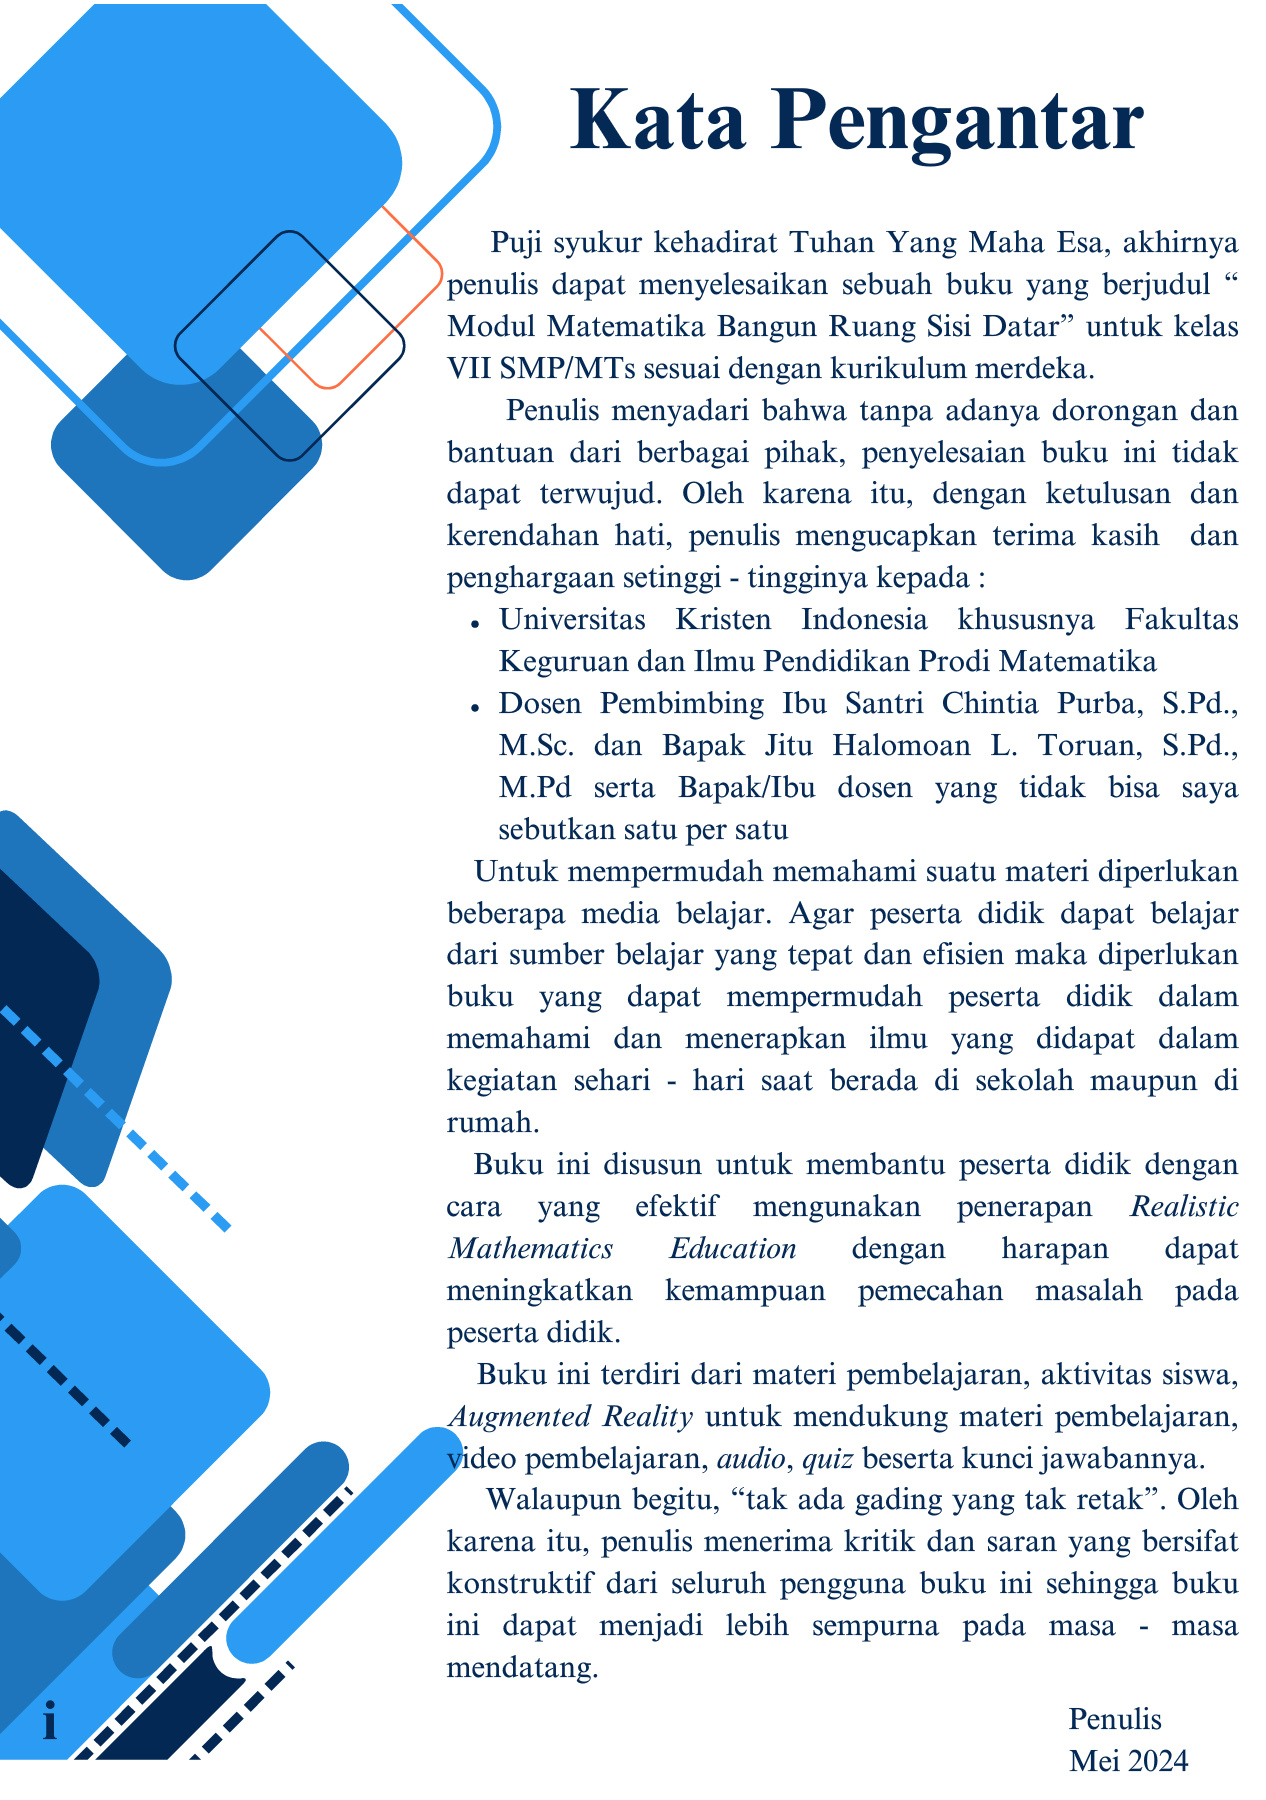 Kata Pengantar
Puji syukur kehadirat Tuhan Yang Maha Esa, akhirnya
penulis dapat menyelesaikan sebuah buku yang berjudul “
Modul Matematika Bangun Ruang Sisi Datar” untuk kelas
VII SMP/MTs sesuai dengan kurikulum merdeka.
Penulis menyadari bahwa tanpa adanya dorongan dan
bantuan dari berbagai pihak, penyelesaian buku ini tidak
dapat terwujud. Oleh karena itu, dengan ketulusan dan
kerendahan hati, penulis mengucapkan terima kasih dan
penghargaan setinggi - tingginya kepada :
• Universitas Kristen Indonesia khususnya Fakultas
Keguruan dan Ilmu Pendidikan Prodi Matematika
• Dosen Pembimbing Ibu Santri Chintia Purba, S.Pd.,
M.Sc. dan Bapak Jitu Halomoan L. Toruan, S.Pd.,
M.Pd serta Bapak/Ibu dosen yang tidak bisa saya
sebutkan satu per satu
Untuk mempermudah memahami suatu materi diperlukan
beberapa media belajar. Agar peserta didik dapat belajar
dari sumber belajar yang tepat dan efisien maka diperlukan
buku yang dapat mempermudah peserta didik dalam
memahami dan menerapkan ilmu yang didapat dalam
kegiatan sehari - hari saat berada di sekolah maupun di
rumah.
Buku ini disusun untuk membantu peserta didik dengan
cara yang efektif mengunakan penerapan Realistic
Mathematics Education dengan harapan dapat
meningkatkan kemampuan pemecahan masalah pada
peserta didik.
Buku ini terdiri dari materi pembelajaran, aktivitas siswa,
Augmented Reality untuk mendukung materi pembelajaran,
video pembelajaran, audio, quiz beserta kunci jawabannya.
Walaupun begitu, “tak ada gading yang tak retak”. Oleh
karena itu, penulis menerima kritik dan saran yang bersifat
konstruktif dari seluruh pengguna buku ini sehingga buku
ini dapat menjadi lebih sempurna pada masa - masa
mendatang.
Penulis
Mei 2024
i